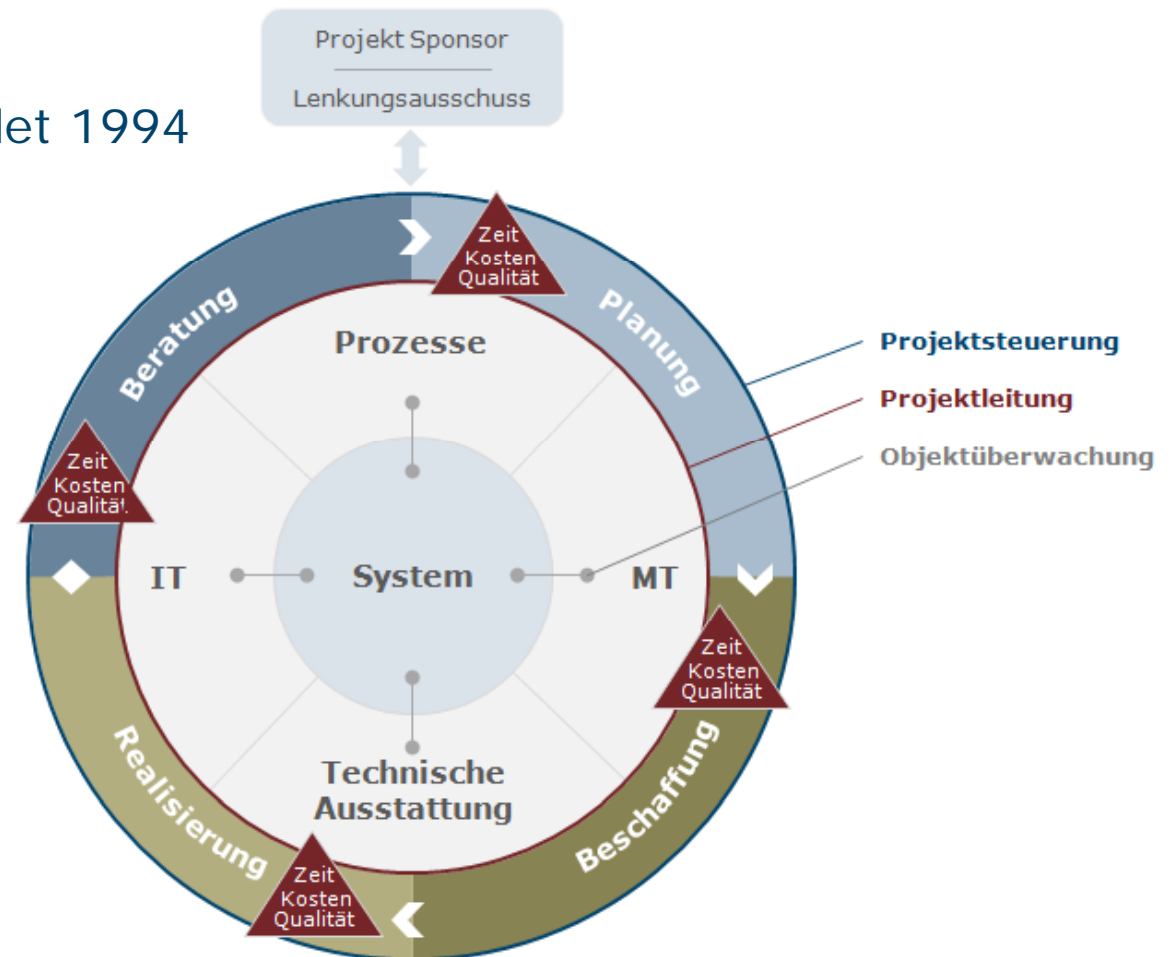 Projekt Sponsor
Lenkungsausschuss
1994
Zeit
Kosten
Qualität
Beratung
Planung
Prozesse
Projektsteuerung
Projektleitung
Objektüberwachung
Zeit
Kosten
Qualität
IT
System
MT
Zeit
Kosten
Qualität
Technische
Ausstattung
Realisierung
Beschaffung
Zeit
Kosten
Qualität